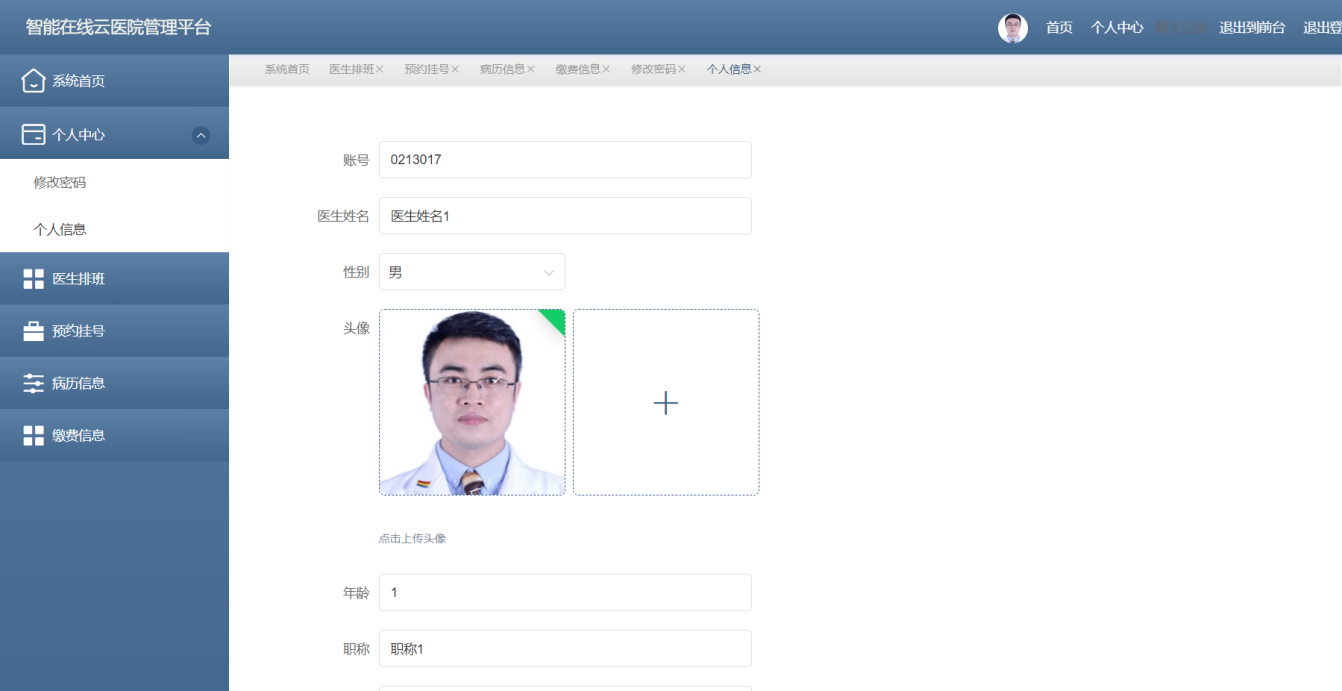 智能在线云医院管理平台
首页 个人中心 退出到前台 退出登
系统首页 医生排班× 预约挂号× 病历信息× 缴费信息× 修改密码× 个人信息×
系统首页
个人中心
修改密码
个人信息
医生排班
预约挂号
病历信息
缴费信息
账号 0213017
医生姓名 医生姓名1
性别 男
头像
点击上传头像
年龄 1
职称 职称1